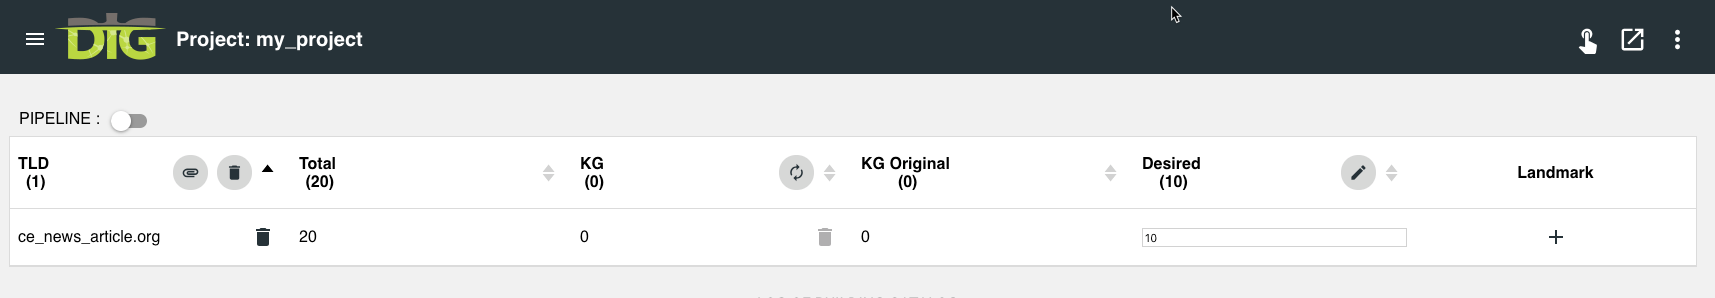 DIG Project: my_project
PIPELINE :
TLD Total KG KG Original Desired Landmark
(1) (20) (0) (0) (10)
ce_news_article.org 20 0 0 10